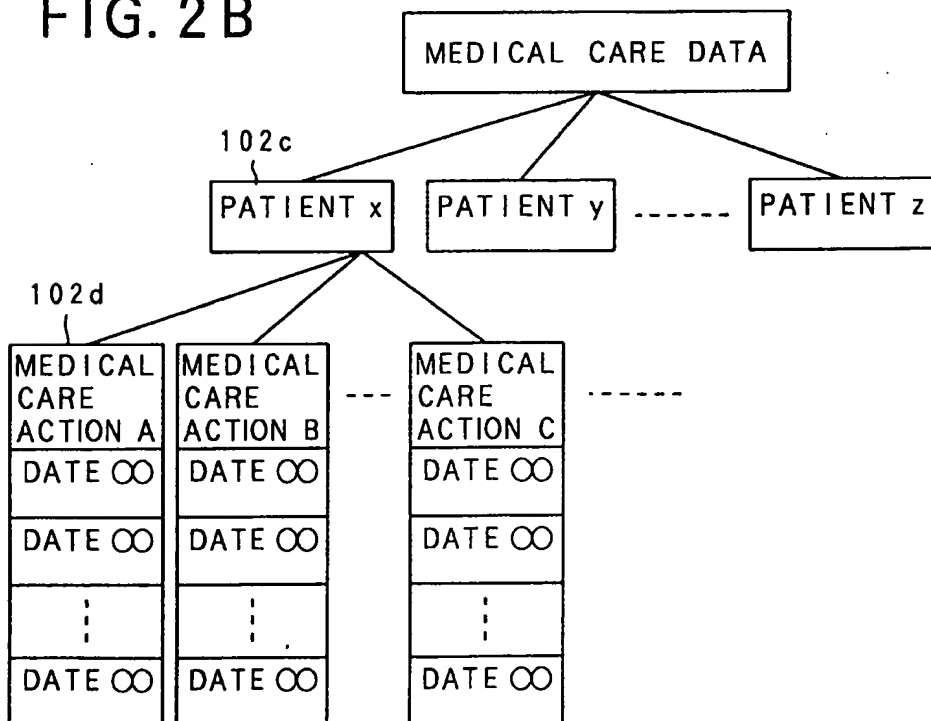 FIG. 2B
MEDICAL CARE DATA
102c
PATIENT x
PATIENT y
PATIENT z
102d
MEDICAL
CARE
ACTION A
MEDICAL
CARE
ACTION B
MEDICAL
CARE
ACTION C
DATE ○○
DATE ○○
DATE ○○
DATE ○○
DATE ○○
DATE ○○
DATE ○○
DATE ○○
DATE ○○